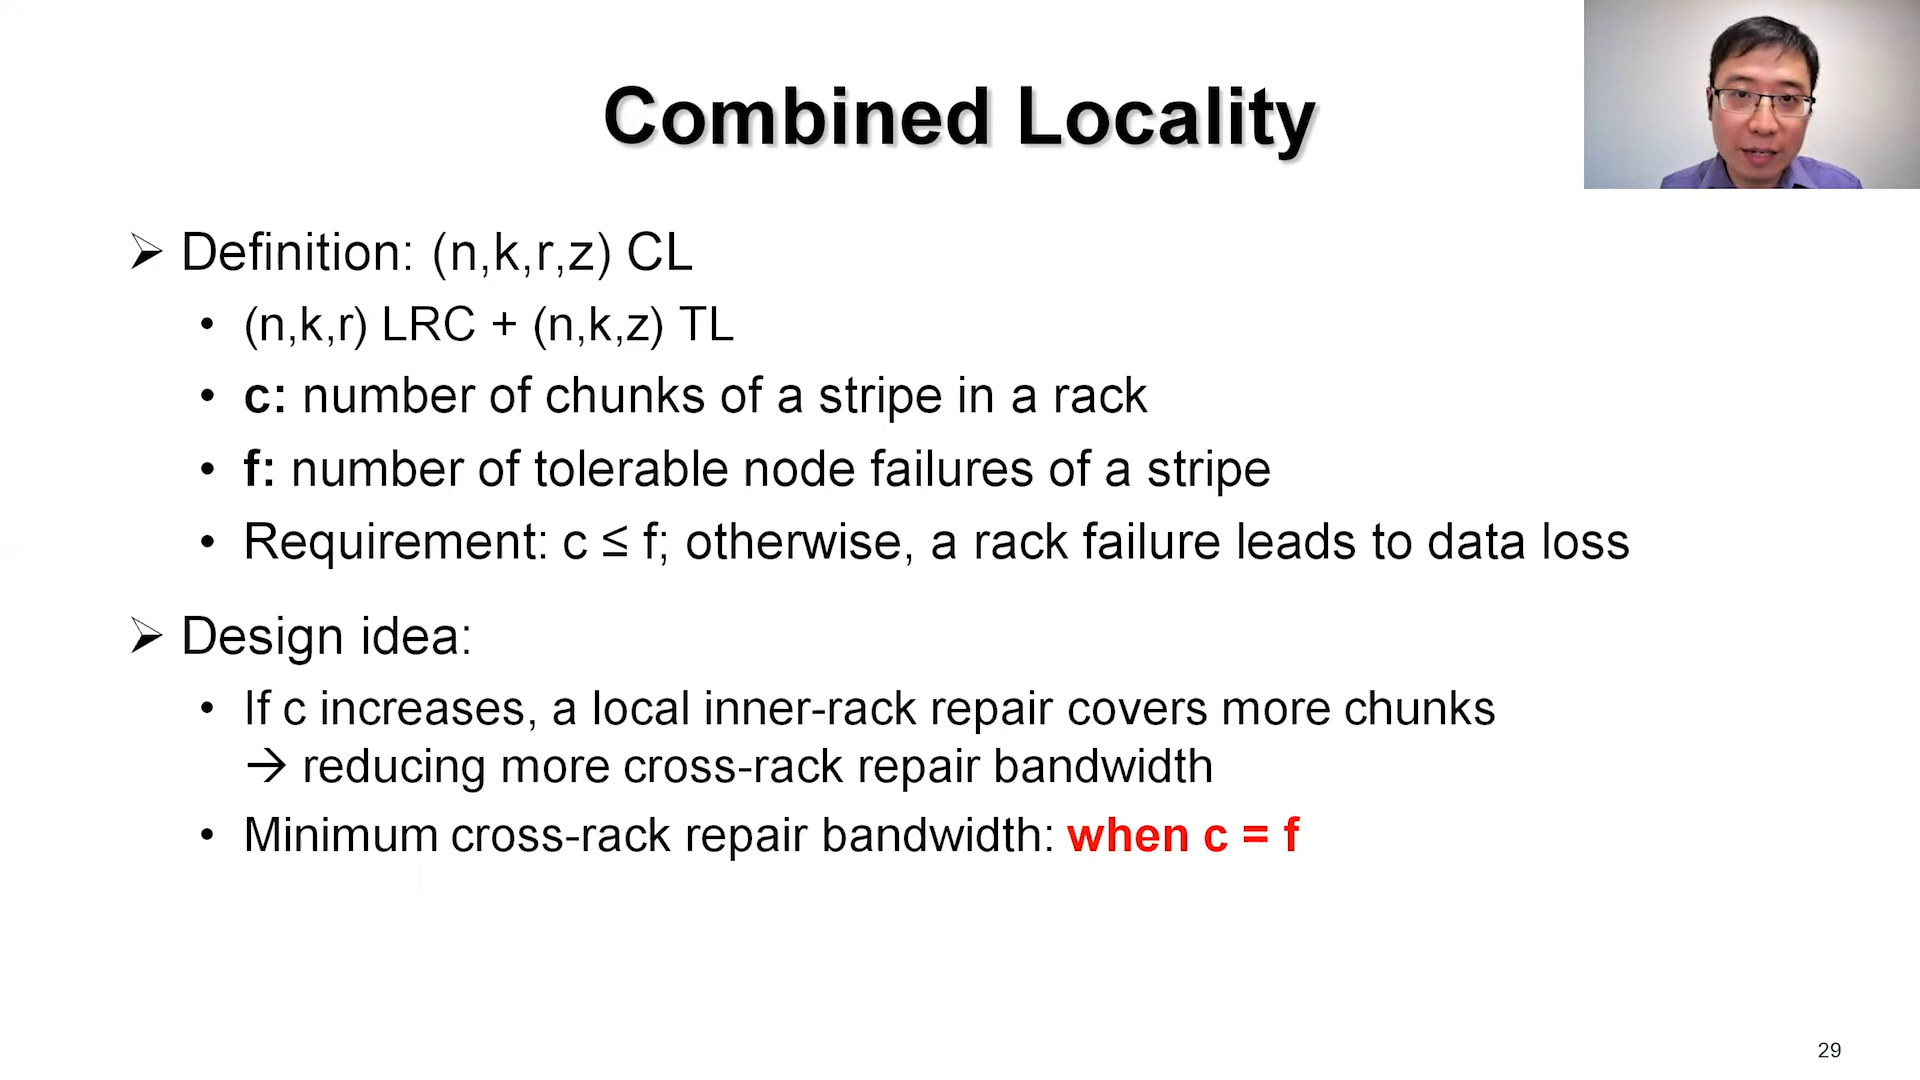 Combined Locality
➢ Definition: (n,k,r,z) CL
• (n,k,r) LRC + (n,k,z) TL
• c: number of chunks of a stripe in a rack
• f: number of tolerable node failures of a stripe
• Requirement: c ≤ f; otherwise, a rack failure leads to data loss
➢ Design idea:
• If c increases, a local inner-rack repair covers more chunks
→ reducing more cross-rack repair bandwidth
• Minimum cross-rack repair bandwidth: when c = f
29